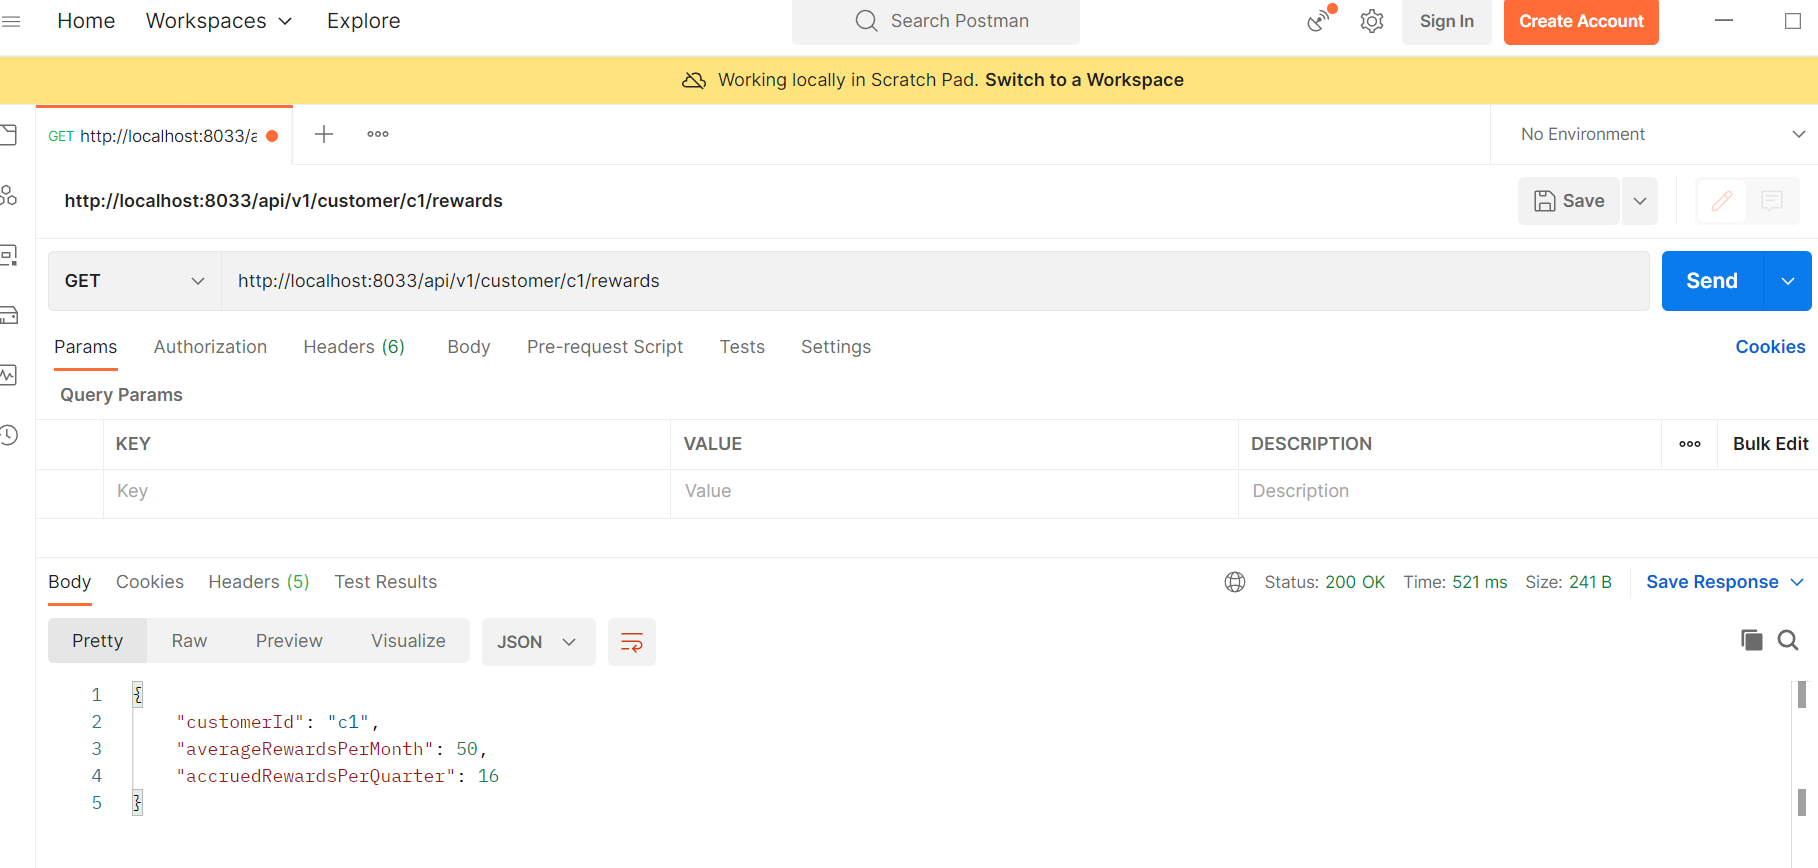 Home Workspaces Explore Search Postman Sign In Create Account
Working locally in Scratch Pad. Switch to a Workspace
GET http://localhost:8033/a No Environment
http://localhost:8033/api/v1/customer/c1/rewards Save
GET http://localhost:8033/api/v1/customer/c1/rewards Send
Params Authorization Headers (6) Body Pre-request Script Tests Settings Cookies
Query Params
KEY VALUE DESCRIPTION Bulk Edit
Key Value Description
Body Cookies Headers (5) Test Results Status: 200 OK Time: 521 ms Size: 241 B Save Response
Pretty Raw Preview Visualize JSON
1 {
2 "customerId": "c1",
3 "averageRewardsPerMonth": 50,
4 "accruedRewardsPerQuarter": 16
5 }